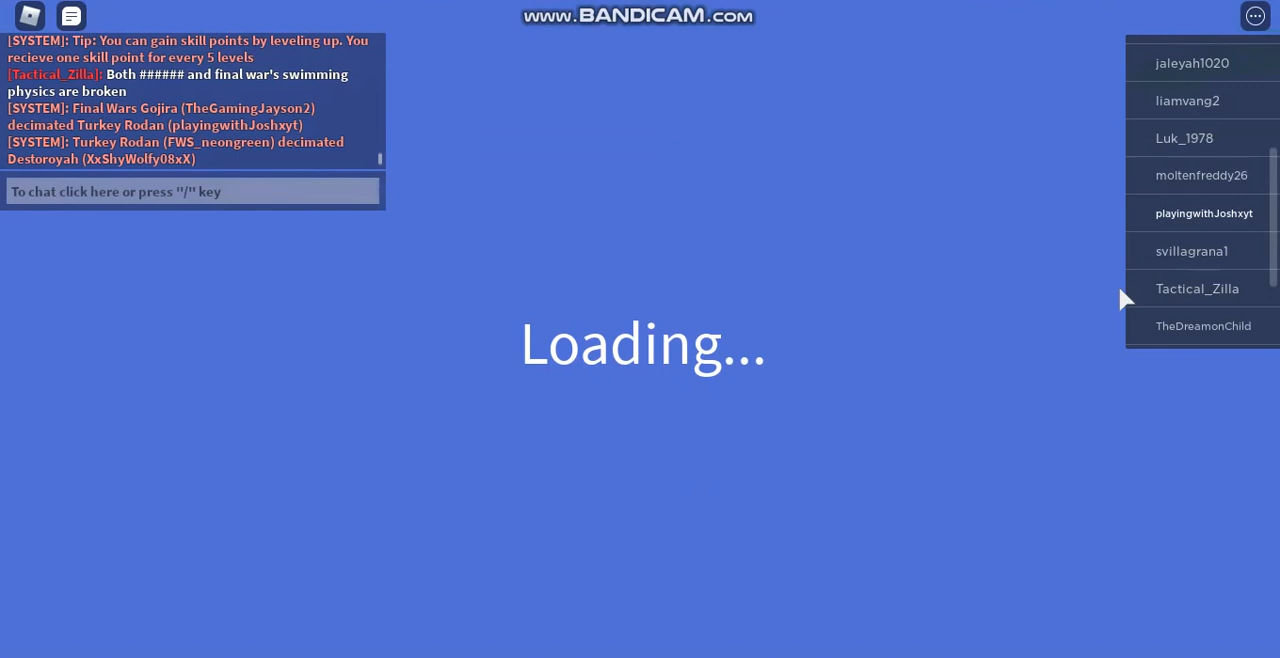 www.BANDICAM.com
[SYSTEM]: Tip: You can gain skill points by leveling up. You
recieve one skill point for every 5 levels
[Tactical_Zilla]: Both ###### and final war's swimming
physics are broken
[SYSTEM]: Final Wars Gojira (TheGamingJayson2)
decimated Turkey Rodan (playingwithJoshxyt)
[SYSTEM]: Turkey Rodan (FWS_neongreen) decimated
Destoroyah (XxShyWolfy08xX)
To chat click here or press "/" key
jaleyah1020
liamvang2
Luk_1978
moltenfreddy26
playingwithJoshxyt
svillagrana1
Tactical_Zilla
TheDreamonChild
Loading...